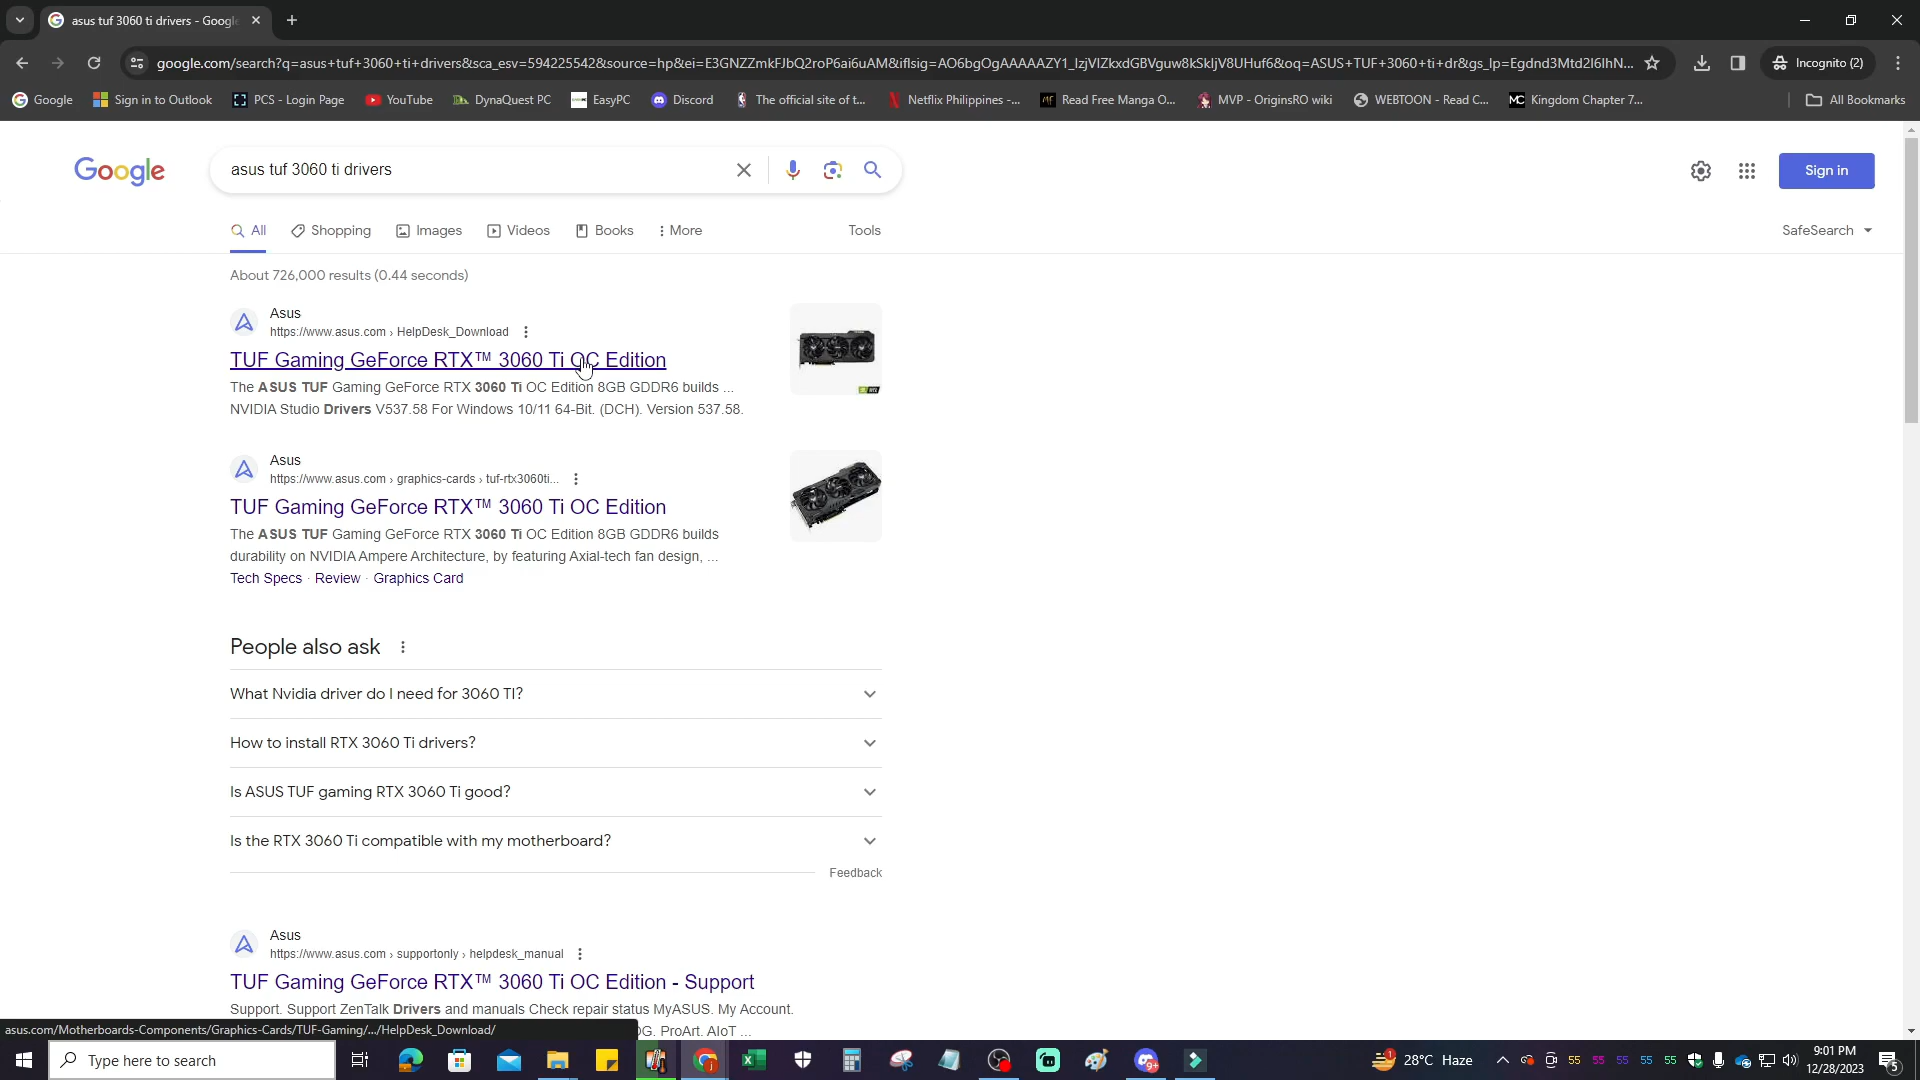 asus tuf 3060 ti drivers - Google
google.com/search?q=asus+tuf+3060+ti+drivers&sca_esv=594225542&source=hp&ei=E3GNZZmkFJbQ2roP6ai6uAM&iflsig=AO6bgOgAAAAAZY1_IzjVIZkxdGBVguw8kSkIjV8UHuf6&oq=ASUS+TUF+3060+ti+dr&gs_lp=Egdnd3Mtd2l6IhN...
Incognito (2)
Google
Sign in to Outlook
PCS - Login Page
YouTube
DynaQuest PC
EasyPC
Discord
The official site of t...
Netflix Philippines -...
Read Free Manga O...
MVP - OriginsRO wiki
WEBTOON - Read C...
Kingdom Chapter 7...
All Bookmarks
Google
asus tuf 3060 ti drivers
Sign in
All
Shopping
Images
Videos
Books
More
Tools
SafeSearch
About 726,000 results (0.44 seconds)
Asus
https://www.asus.com › HelpDesk_Download
TUF Gaming GeForce RTX™ 3060 Ti OC Edition
The ASUS TUF Gaming GeForce RTX 3060 Ti OC Edition 8GB GDDR6 builds ...
NVIDIA Studio Drivers V537.58 For Windows 10/11 64-Bit. (DCH). Version 537.58.
Asus
https://www.asus.com › graphics-cards › tuf-rtx3060ti...
TUF Gaming GeForce RTX™ 3060 Ti OC Edition
The ASUS TUF Gaming GeForce RTX 3060 Ti OC Edition 8GB GDDR6 builds
durability on NVIDIA Ampere Architecture, by featuring Axial-tech fan design, ...
Tech Specs · Review · Graphics Card
People also ask
What Nvidia driver do I need for 3060 TI?
How to install RTX 3060 Ti drivers?
Is ASUS TUF gaming RTX 3060 Ti good?
Is the RTX 3060 Ti compatible with my motherboard?
Feedback
Asus
https://www.asus.com › supportonly › helpdesk_manual
TUF Gaming GeForce RTX™ 3060 Ti OC Edition - Support
Support. Support ZenTalk Drivers and manuals Check repair status MyASUS. My Account.
OG. ProArt. AIoT ...
asus.com/Motherboards-Components/Graphics-Cards/TUF-Gaming/.../HelpDesk_Download/
Type here to search
28°C Haze
55
55
55
55
55
9:01 PM
12/28/2023
5